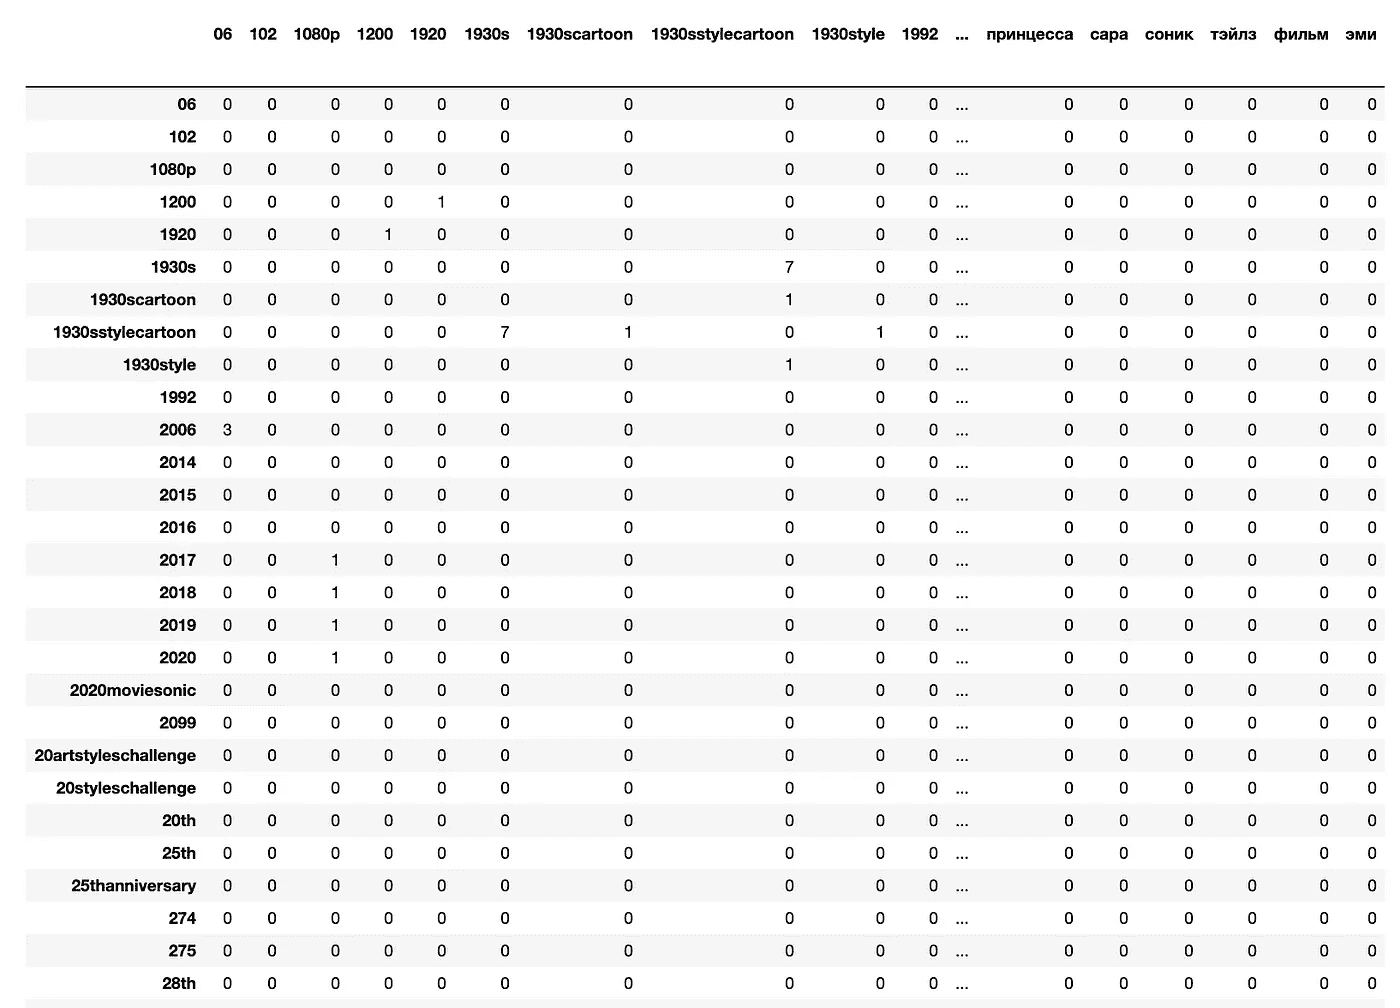 06 102 1080p 1200 1920 1930s 1930scartoon 1930sstylecartoon 1930style 1992 ... принцесса сара соник тэйлз фильм эми
06 0 0 0 0 0 0 0 0 0 0 ... 0 0 0 0 0 0
102 0 0 0 0 0 0 0 0 0 0 ... 0 0 0 0 0 0
1080p 0 0 0 0 0 0 0 0 0 0 ... 0 0 0 0 0 0
1200 0 0 0 0 1 0 0 0 0 0 ... 0 0 0 0 0 0
1920 0 0 0 1 0 0 0 0 0 0 ... 0 0 0 0 0 0
1930s 0 0 0 0 0 0 0 7 0 0 ... 0 0 0 0 0 0
1930scartoon 0 0 0 0 0 0 0 1 0 0 ... 0 0 0 0 0 0
1930sstylecartoon 0 0 0 0 0 7 1 0 1 0 ... 0 0 0 0 0 0
1930style 0 0 0 0 0 0 0 1 0 0 ... 0 0 0 0 0 0
1992 0 0 0 0 0 0 0 0 0 0 ... 0 0 0 0 0 0
2006 3 0 0 0 0 0 0 0 0 0 ... 0 0 0 0 0 0
2014 0 0 0 0 0 0 0 0 0 0 ... 0 0 0 0 0 0
2015 0 0 0 0 0 0 0 0 0 0 ... 0 0 0 0 0 0
2016 0 0 0 0 0 0 0 0 0 0 ... 0 0 0 0 0 0
2017 0 0 1 0 0 0 0 0 0 0 ... 0 0 0 0 0 0
2018 0 0 1 0 0 0 0 0 0 0 ... 0 0 0 0 0 0
2019 0 0 1 0 0 0 0 0 0 0 ... 0 0 0 0 0 0
2020 0 0 1 0 0 0 0 0 0 0 ... 0 0 0 0 0 0
2020moviesonic 0 0 0 0 0 0 0 0 0 0 ... 0 0 0 0 0 0
2099 0 0 0 0 0 0 0 0 0 0 ... 0 0 0 0 0 0
20artstyleschallenge 0 0 0 0 0 0 0 0 0 0 ... 0 0 0 0 0 0
20styleschallenge 0 0 0 0 0 0 0 0 0 0 ... 0 0 0 0 0 0
20th 0 0 0 0 0 0 0 0 0 0 ... 0 0 0 0 0 0
25th 0 0 0 0 0 0 0 0 0 0 ... 0 0 0 0 0 0
25thanniversary 0 0 0 0 0 0 0 0 0 0 ... 0 0 0 0 0 0
274 0 0 0 0 0 0 0 0 0 0 ... 0 0 0 0 0 0
275 0 0 0 0 0 0 0 0 0 0 ... 0 0 0 0 0 0
28th 0 0 0 0 0 0 0 0 0 0 ... 0 0 0 0 0 0